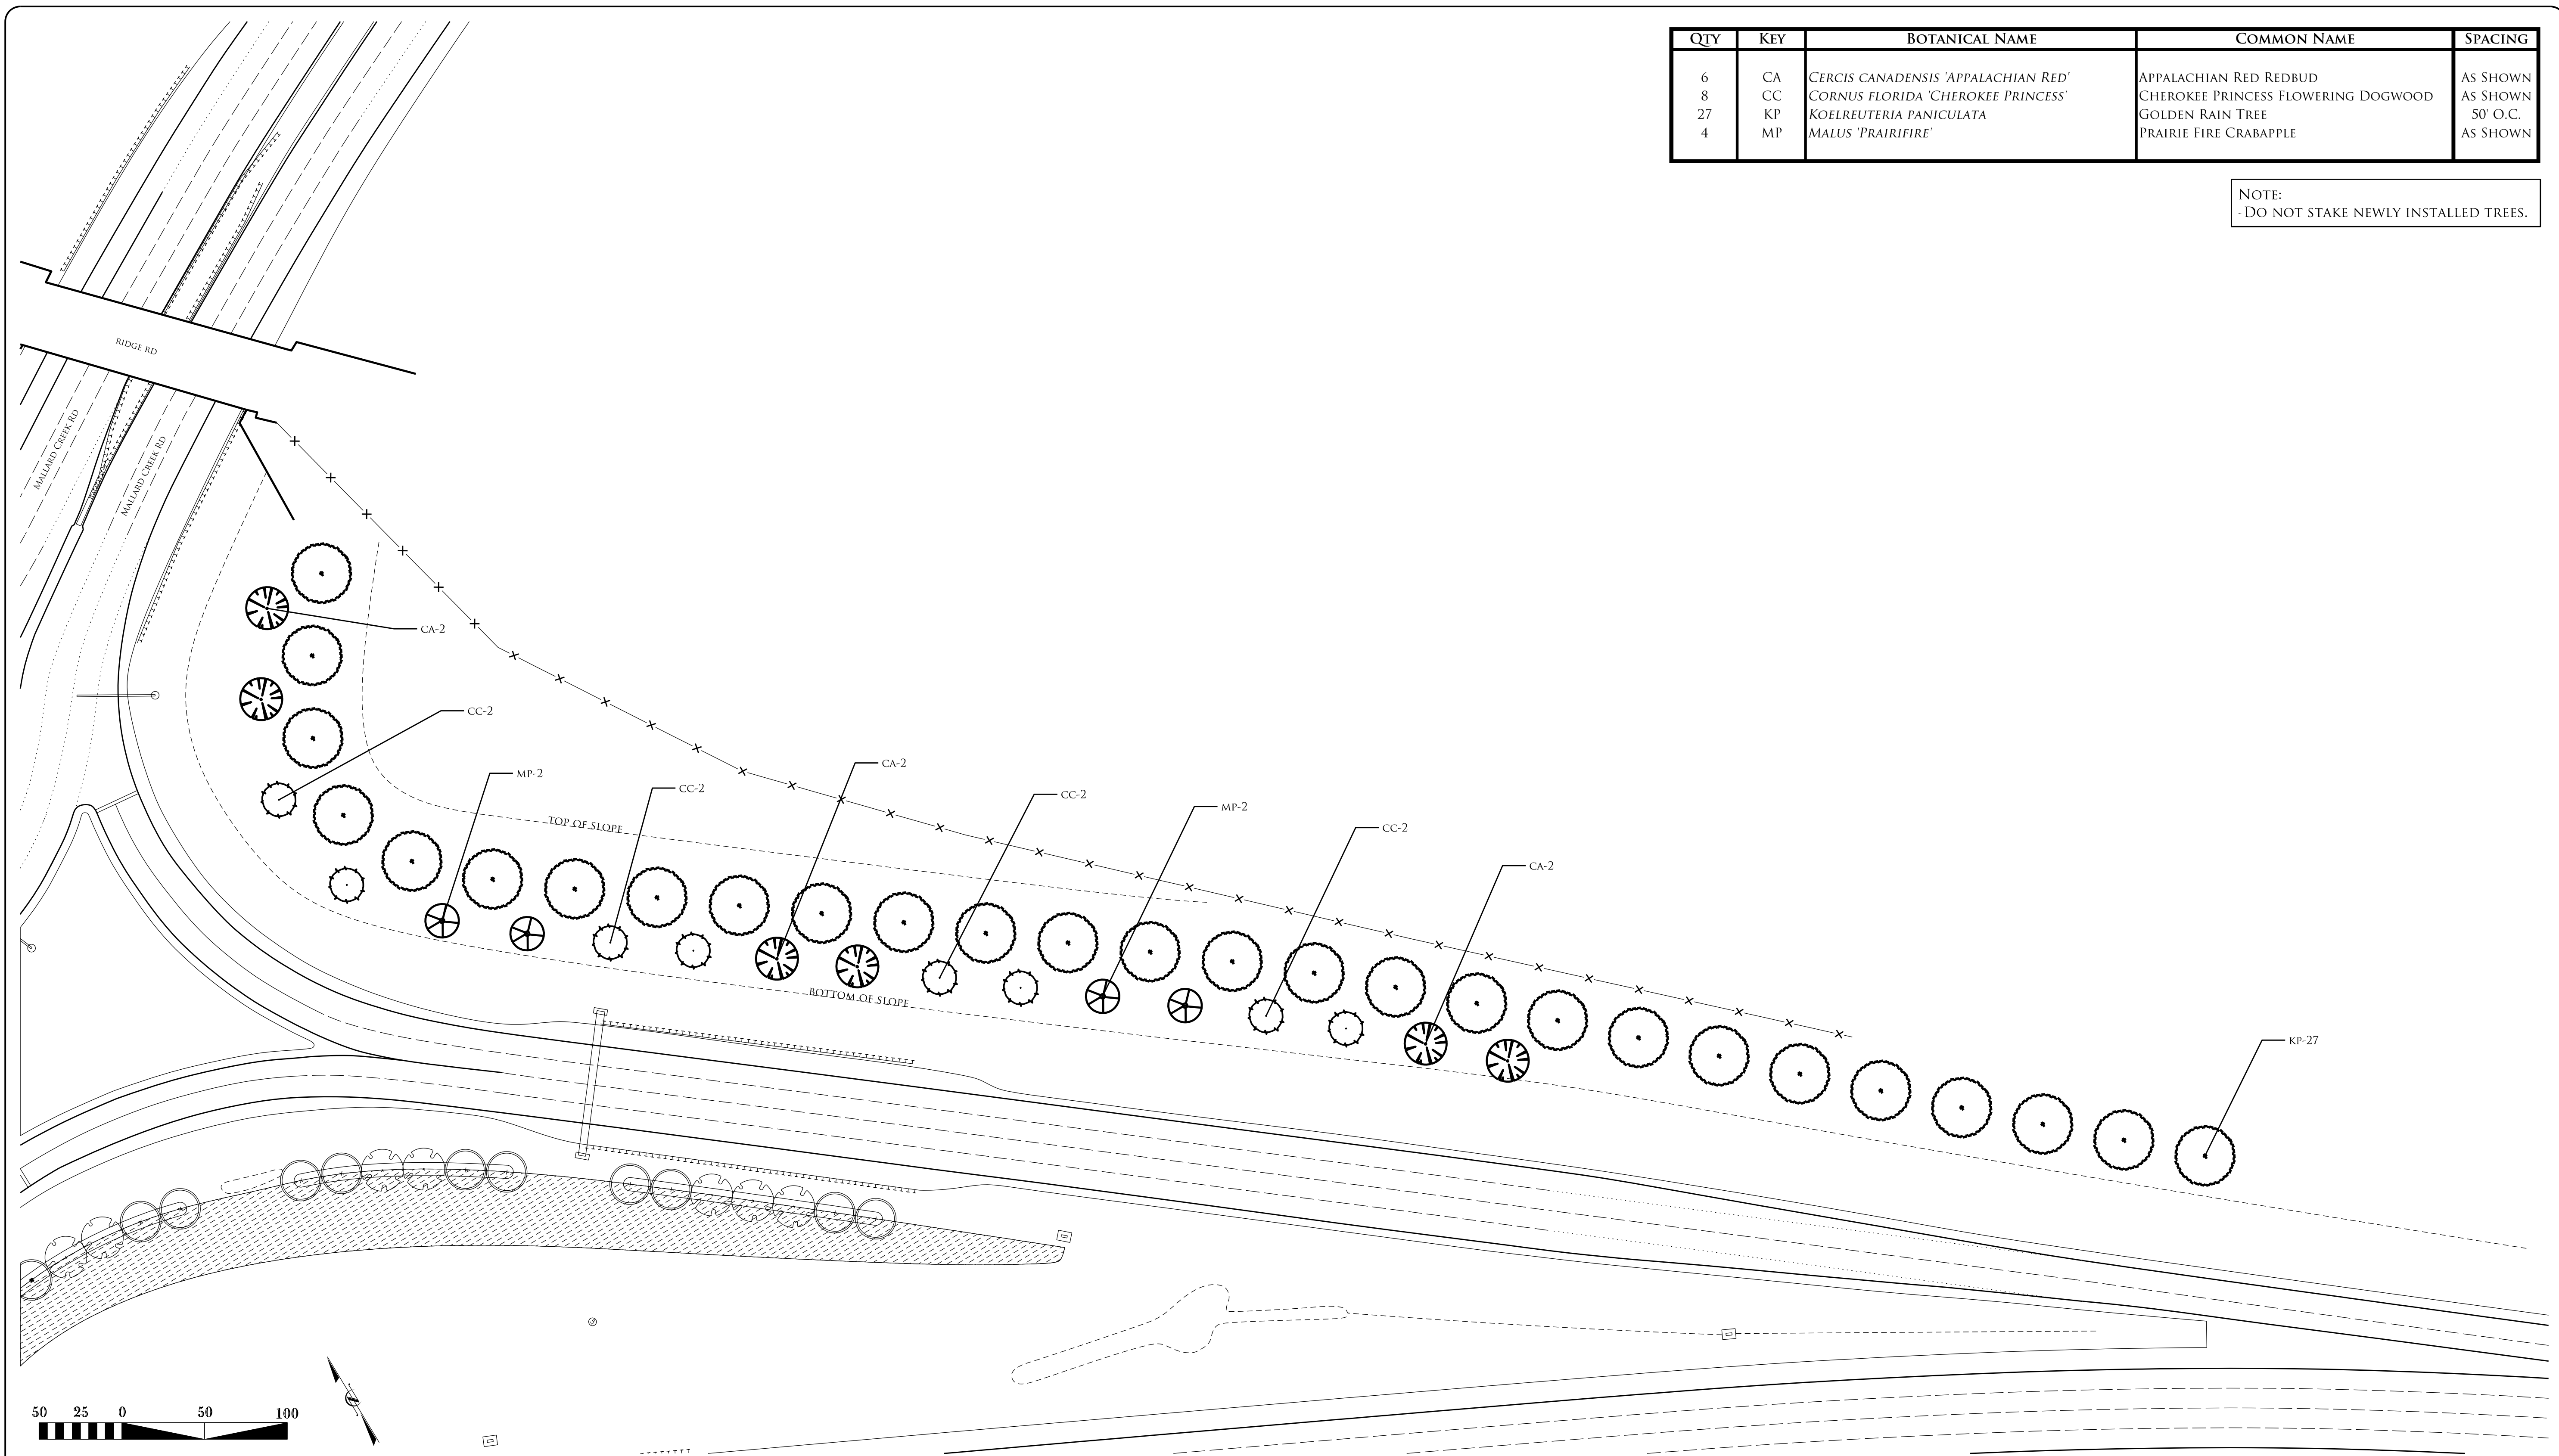 QTY KEY BOTANICAL NAME COMMON NAME SPACING
6 CA CERCIS CANADENSIS 'APPALACHIAN RED' APPALACHIAN RED REDBUD AS SHOWN
8 CC CORNUS FLORIDA 'CHEROKEE PRINCESS' CHEROKEE PRINCESS FLOWERING DOGWOOD AS SHOWN
27 KP KOELREUTERIA PANICULATA GOLDEN RAIN TREE 50' O.C.
4 MP MALUS 'PRAIRIFIRE' PRAIRIE FIRE CRABAPPLE AS SHOWN
NOTE:
-DO NOT STAKE NEWLY INSTALLED TREES.
RIDGE RD
MALLARD CREEK RD
MALLARD CREEK RD
CA-2
CC-2
MP-2
CC-2
CA-2
CC-2
MP-2
CC-2
CA-2
TOP OF SLOPE
BOTTOM OF SLOPE
KP-27
50 25 0 50 100